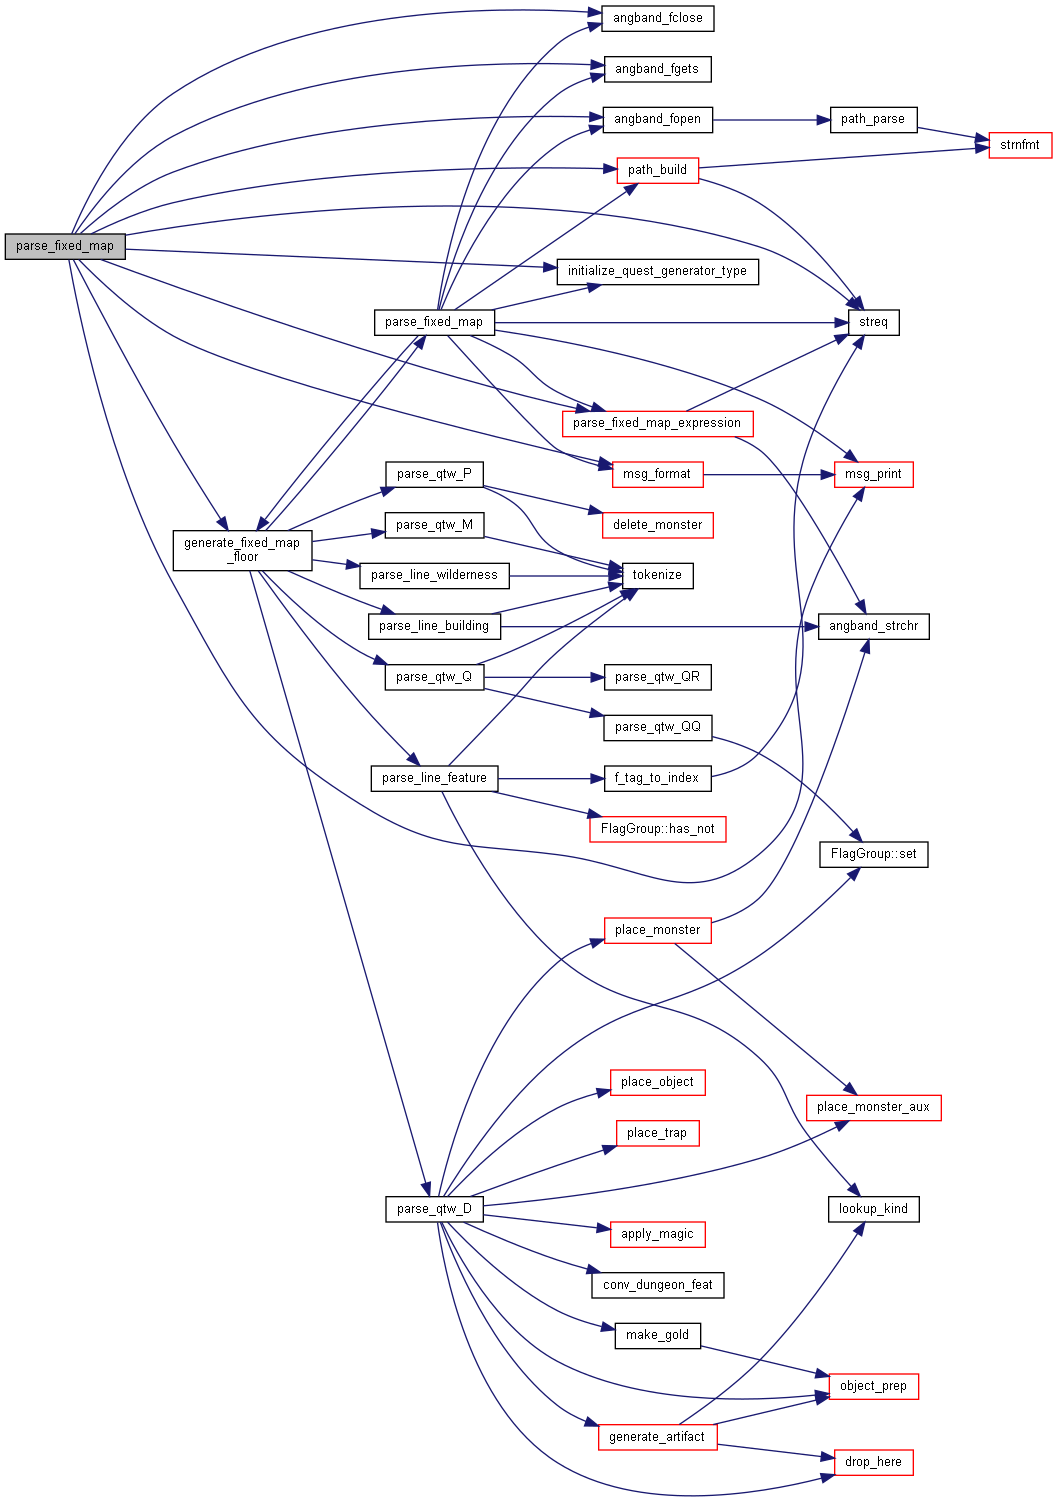 angband_fclose
angband_fgets
angband_fopen
path_parse
strnfmt
path_build
parse_fixed_map
initialize_quest_generator_type
parse_fixed_map
streq
parse_fixed_map_expression
parse_qtw_P
msg_format
msg_print
parse_qtw_M
delete_monster
generate_fixed_map
_floor
parse_line_wilderness
tokenize
parse_line_building
angband_strchr
parse_qtw_Q
parse_qtw_QR
parse_qtw_QQ
parse_line_feature
f_tag_to_index
FlagGroup::has_not
FlagGroup::set
place_monster
place_object
place_monster_aux
place_trap
parse_qtw_D
lookup_kind
apply_magic
conv_dungeon_feat
make_gold
object_prep
generate_artifact
drop_here